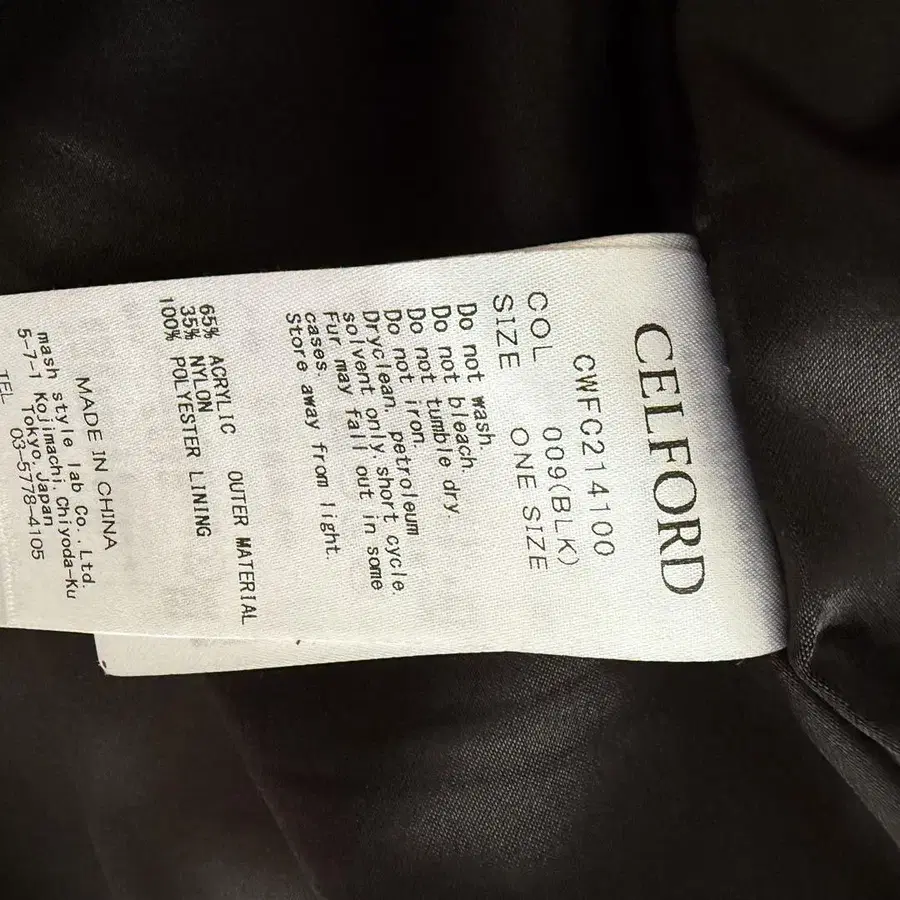 CELFORD
CWFC214100
COL 009(BLK)
SIZE ONE SIZE
Do not wash.
Do not bleach.
Do not tumble dry.
Do not iron.
Do not petroleum
Dryclean, short cycle.
solvent only.
Fur may fall out in some
cases.
Store away from light.
OUTER MATERIAL
65% ACRYLIC
35% NYLON
100% POLYESTER LINING
MADE IN CHINA
mash style lab Co., Ltd.
5-7-1 Kojimachi, Chiyoda-Ku
Tokyo, Japan
TEL 03-5778-4105